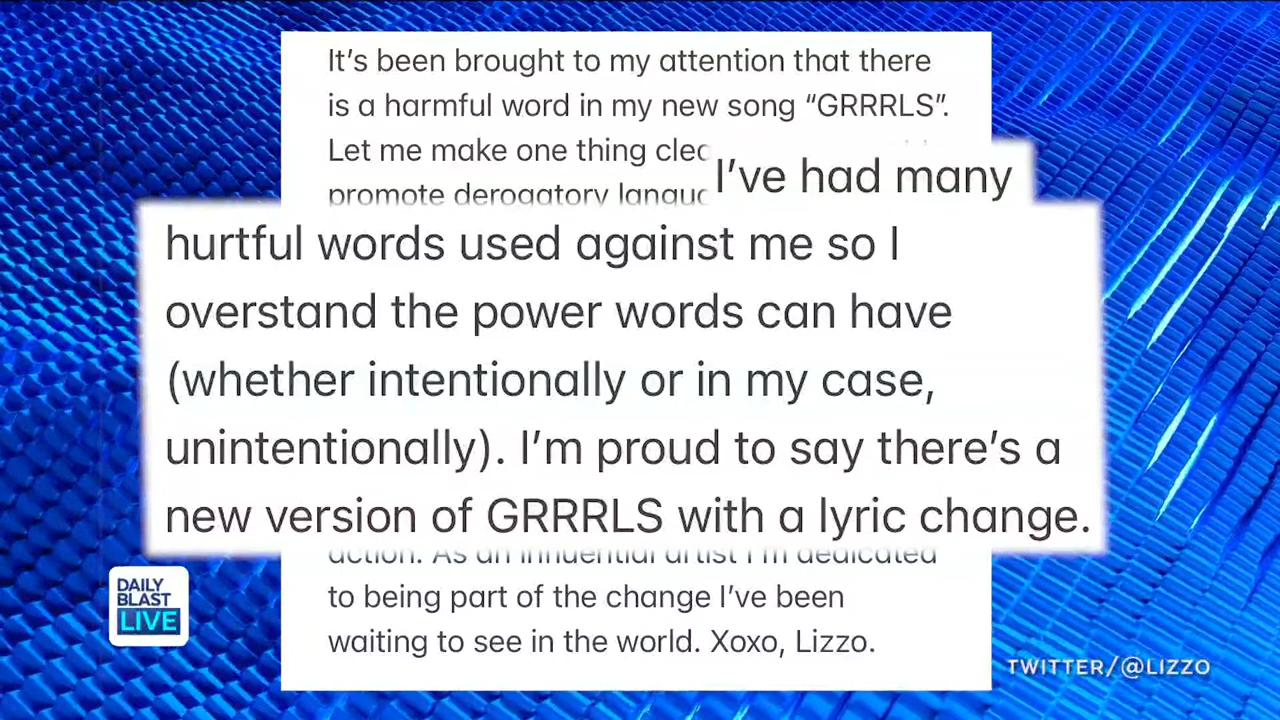 It's been brought to my attention that there
is a harmful word in my new song “GRRRLS”.
Let me make one thing
promote derogatory
I've had many
hurtful words used against me so I
overstand the power words can have
(whether intentionally or in my case,
unintentionally). I'm proud to say there's a
new version of GRRRLS with a lyric change.
action. As an influential artist I'm dedicated
to being part of the change I've been
waiting to see in the world. Xoxo, Lizzo.
DAILY
BLAST
LIVE
TWITTER/@LIZZO